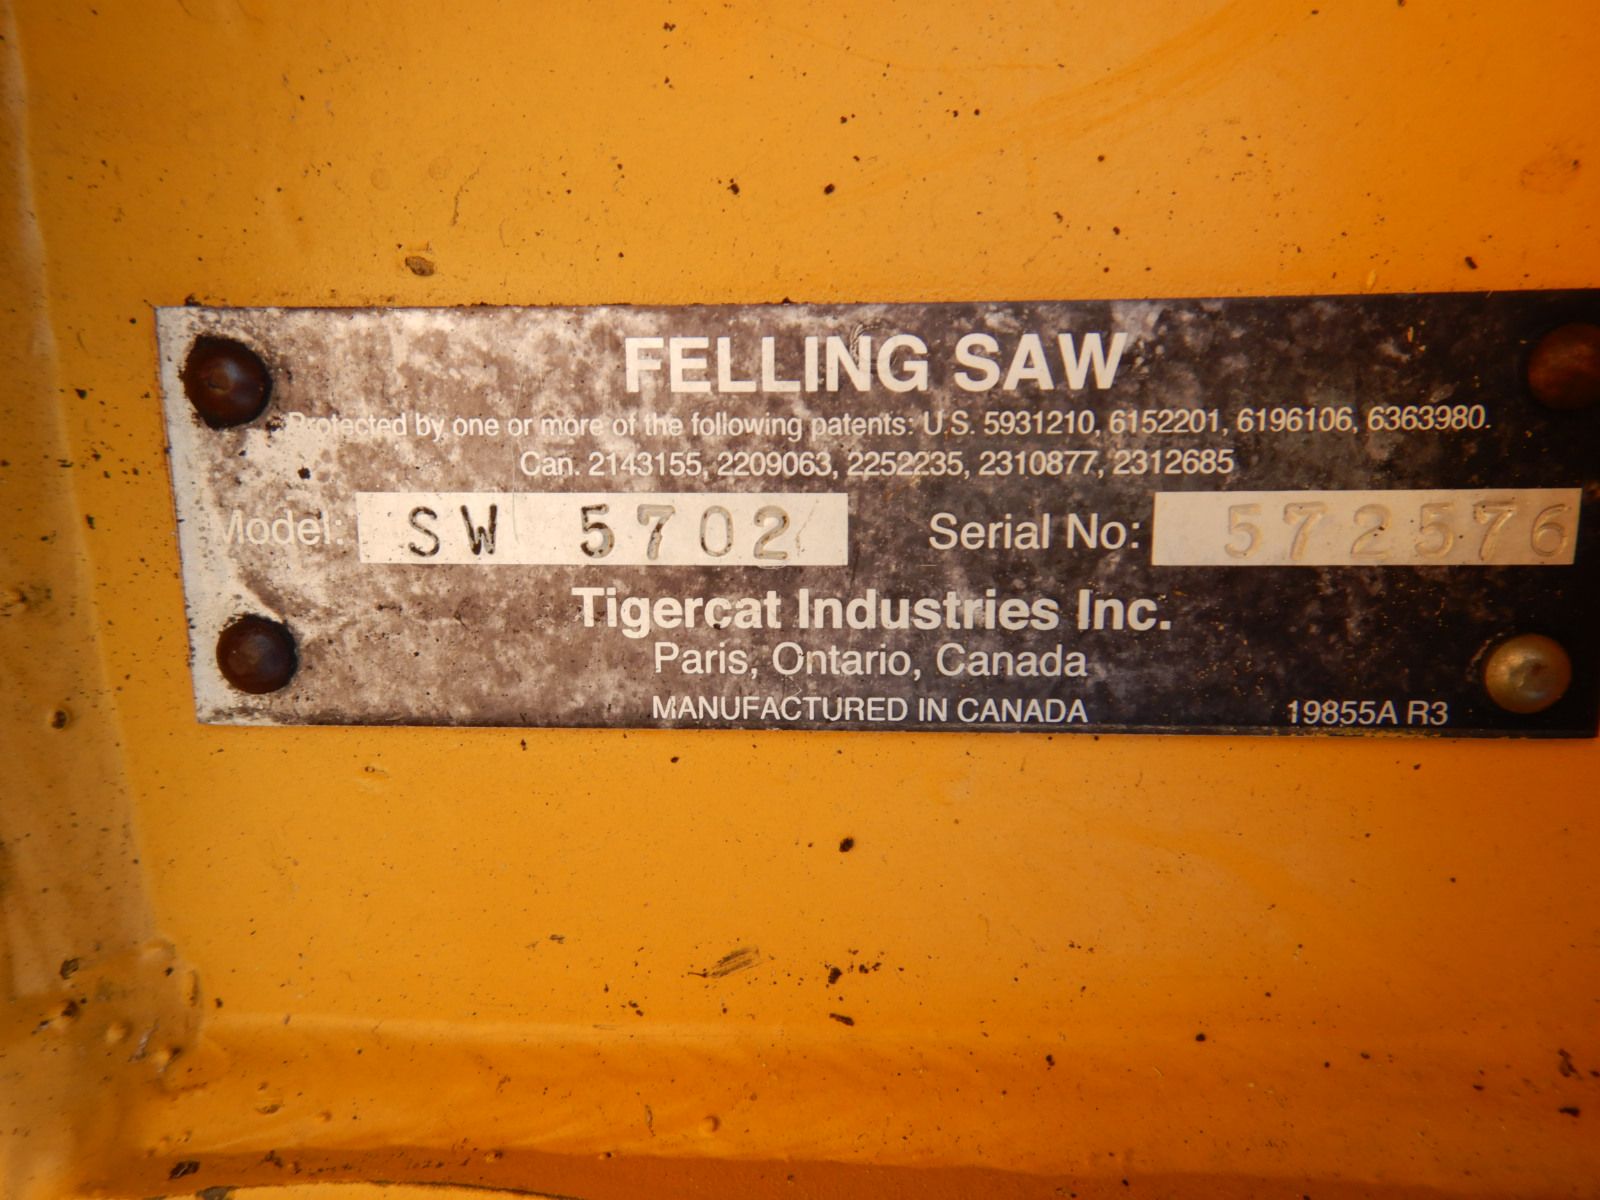 FELLING SAW
Protected by one or more of the following patents: U.S. 5931210, 6152201, 6196106, 6363980.
Can. 2143155, 2209063, 2252235, 2310877, 2312685
Model: SW 5702 Serial No: 572576
Tigercat Industries Inc.
Paris, Ontario, Canada
MANUFACTURED IN CANADA 19855A R3